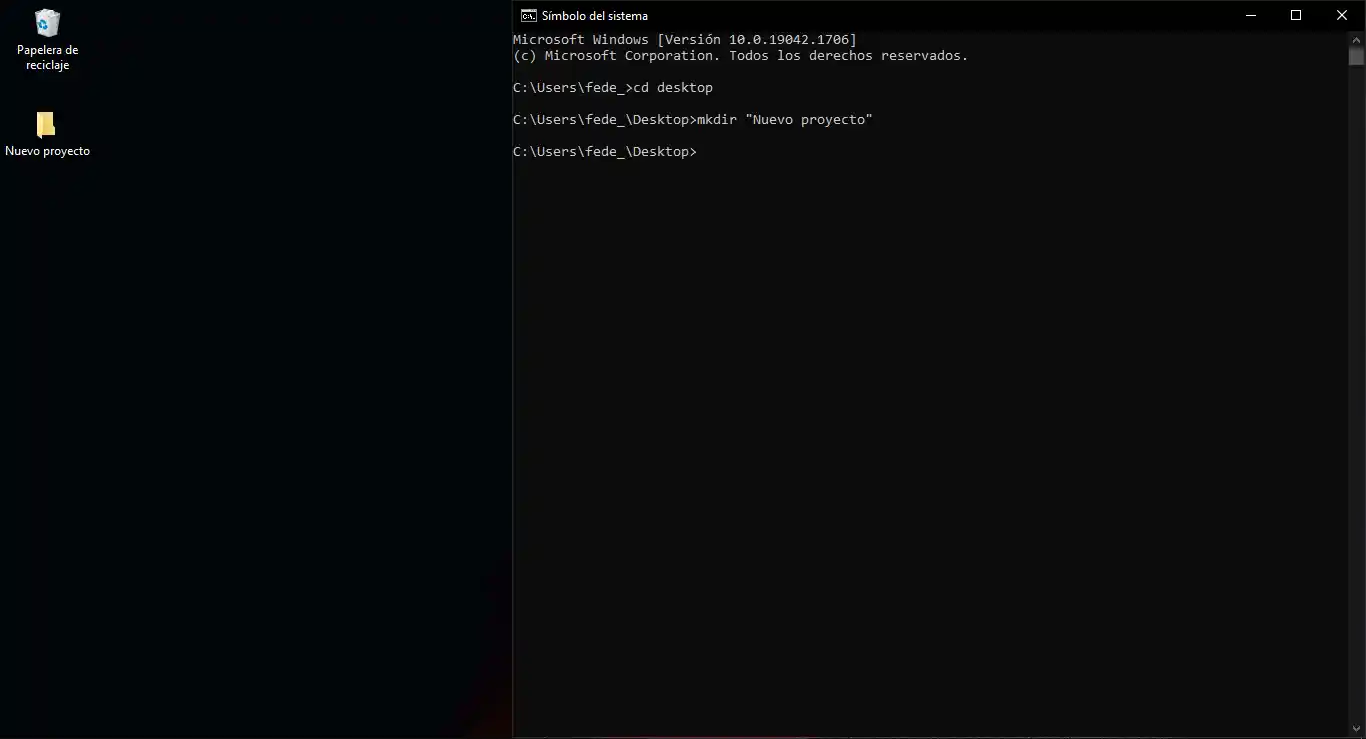 Papelera de
reciclaje
Nuevo proyecto
Símbolo del sistema
Microsoft Windows [Versión 10.0.19042.1706]
(c) Microsoft Corporation. Todos los derechos reservados.
C:\Users\fede_>cd desktop
C:\Users\fede_\Desktop>mkdir "Nuevo proyecto"
C:\Users\fede_\Desktop>